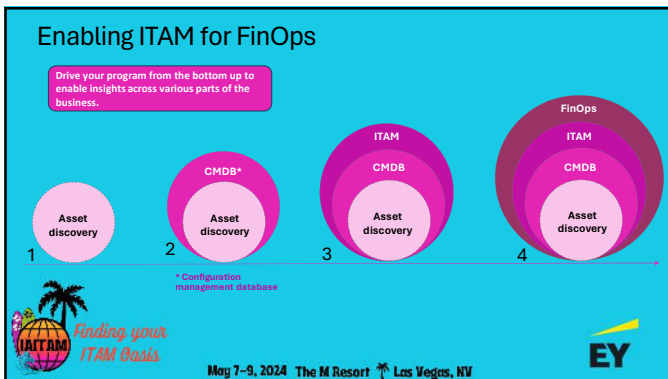 Enabling ITAM for FinOps
Drive your program from the bottom up to
enable insights across various parts of the
business.
Asset
discovery
1
CMDB*
Asset
discovery
2
* Configuration
management database
ITAM
CMDB
Asset
discovery
3
FinOps
ITAM
CMDB
Asset
discovery
4
IAITAM
Finding your
ITAM Oasis
May 7-9, 2024 The M Resort Las Vegas, NV
EY